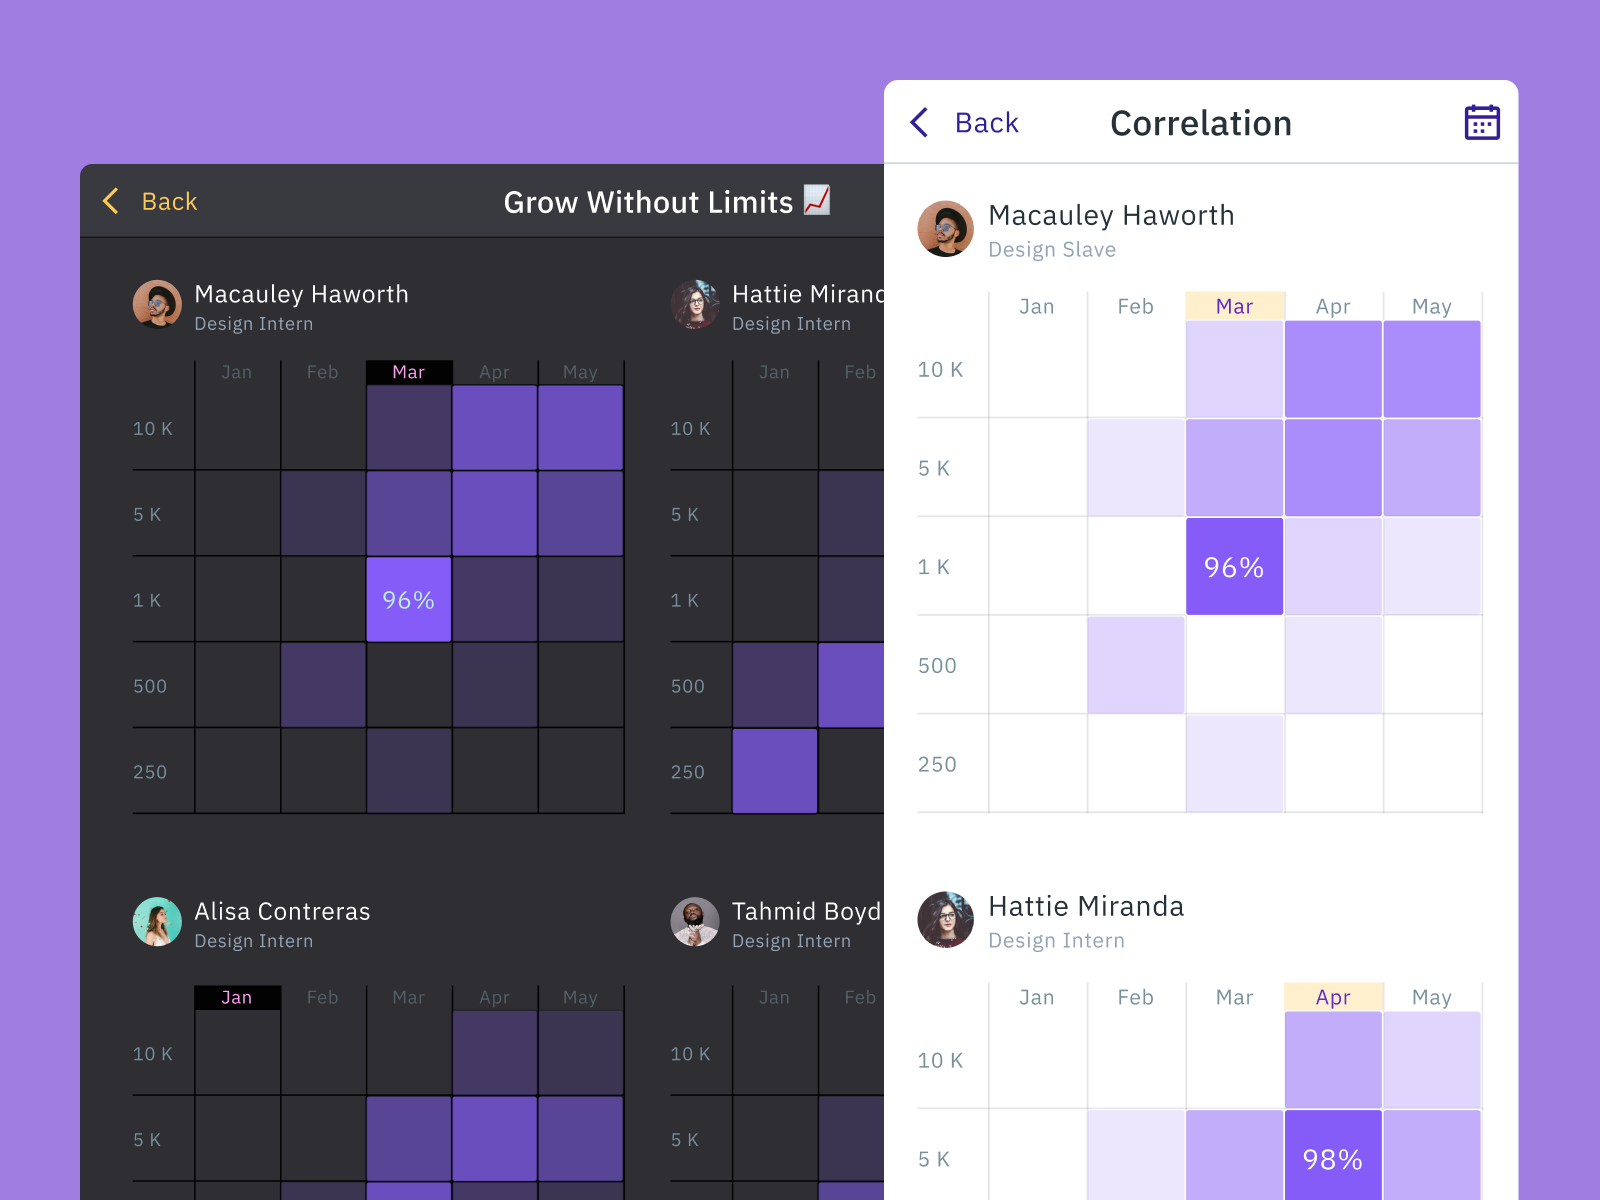 Back
Grow Without Limits 📈
Macauley Haworth
Design Intern
Jan Feb Mar Apr May
10 K
5 K
1 K
96%
500
250
Hattie Mirand
Design Intern
Jan Feb
10 K
5 K
1 K
500
250
Alisa Contreras
Design Intern
Jan Feb Mar Apr May
10 K
5 K
Tahmid Boyd
Design Intern
Jan Feb
10 K
5 K
Back
Correlation
Macauley Haworth
Design Slave
Jan Feb Mar Apr May
10 K
5 K
1 K
96%
500
250
Hattie Miranda
Design Intern
Jan Feb Mar Apr May
10 K
5 K
98%